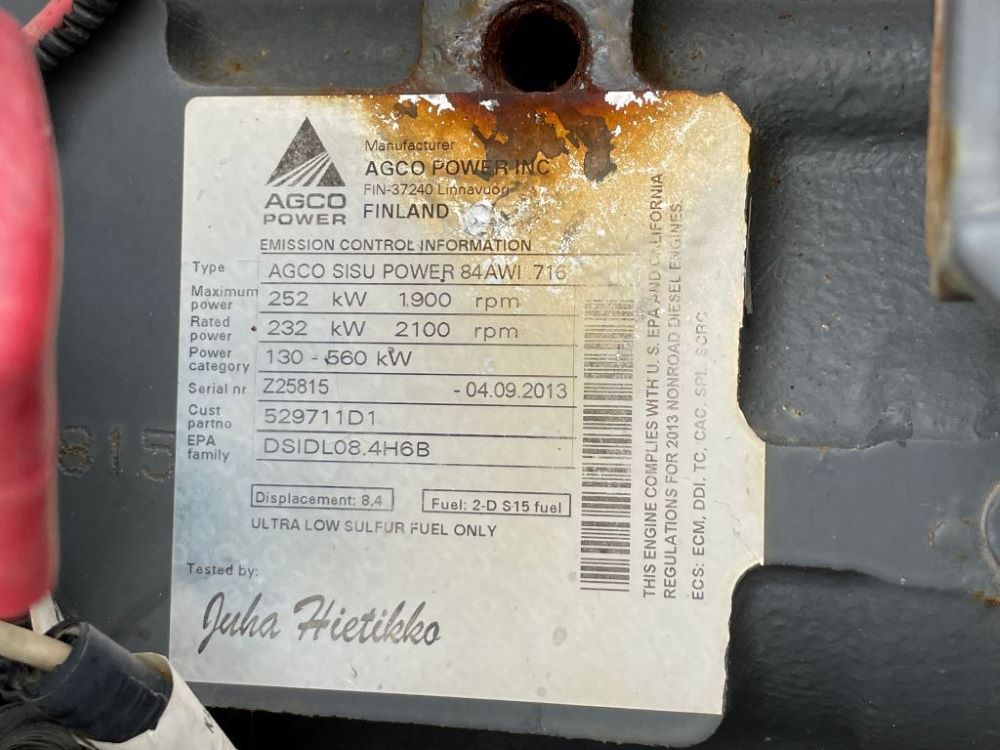 AGCO
POWER
Manufacturer
AGCO POWER INC
FIN-37240 Linnavuori
FINLAND
EMISSION CONTROL INFORMATION
Type AGCO SISU POWER 84AWI .716
Maximum power 252 kW 1900 rpm
Rated power 232 kW 2100 rpm
Power category 130 - 560 kW
Serial nr Z25815 - 04.09.2013
Cust partno 529711D1
EPA family DSIDL08.4H6B
Displacement: 8,4 Fuel: 2-D S15 fuel
ULTRA LOW SULFUR FUEL ONLY
Tested by:
Juha Hietikko
THIS ENGINE COMPLIES WITH U.S. EPA AND CALIFORNIA
REGULATIONS FOR 2013 NONROAD DIESEL ENGINES.
ECS: ECM, DDI, TC, CAC, SPL, SCRC